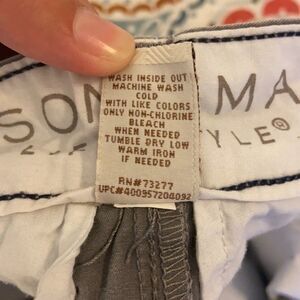 WASH INSIDE OUT
MACHINE WASH
COLD
WITH LIKE COLORS
ONLY NON-CHLORINE
BLEACH
WHEN NEEDED
TUMBLE DRY LOW
WARM IRON
IF NEEDED
RN#73277
UPC#400957204092
SON MA
YLE®